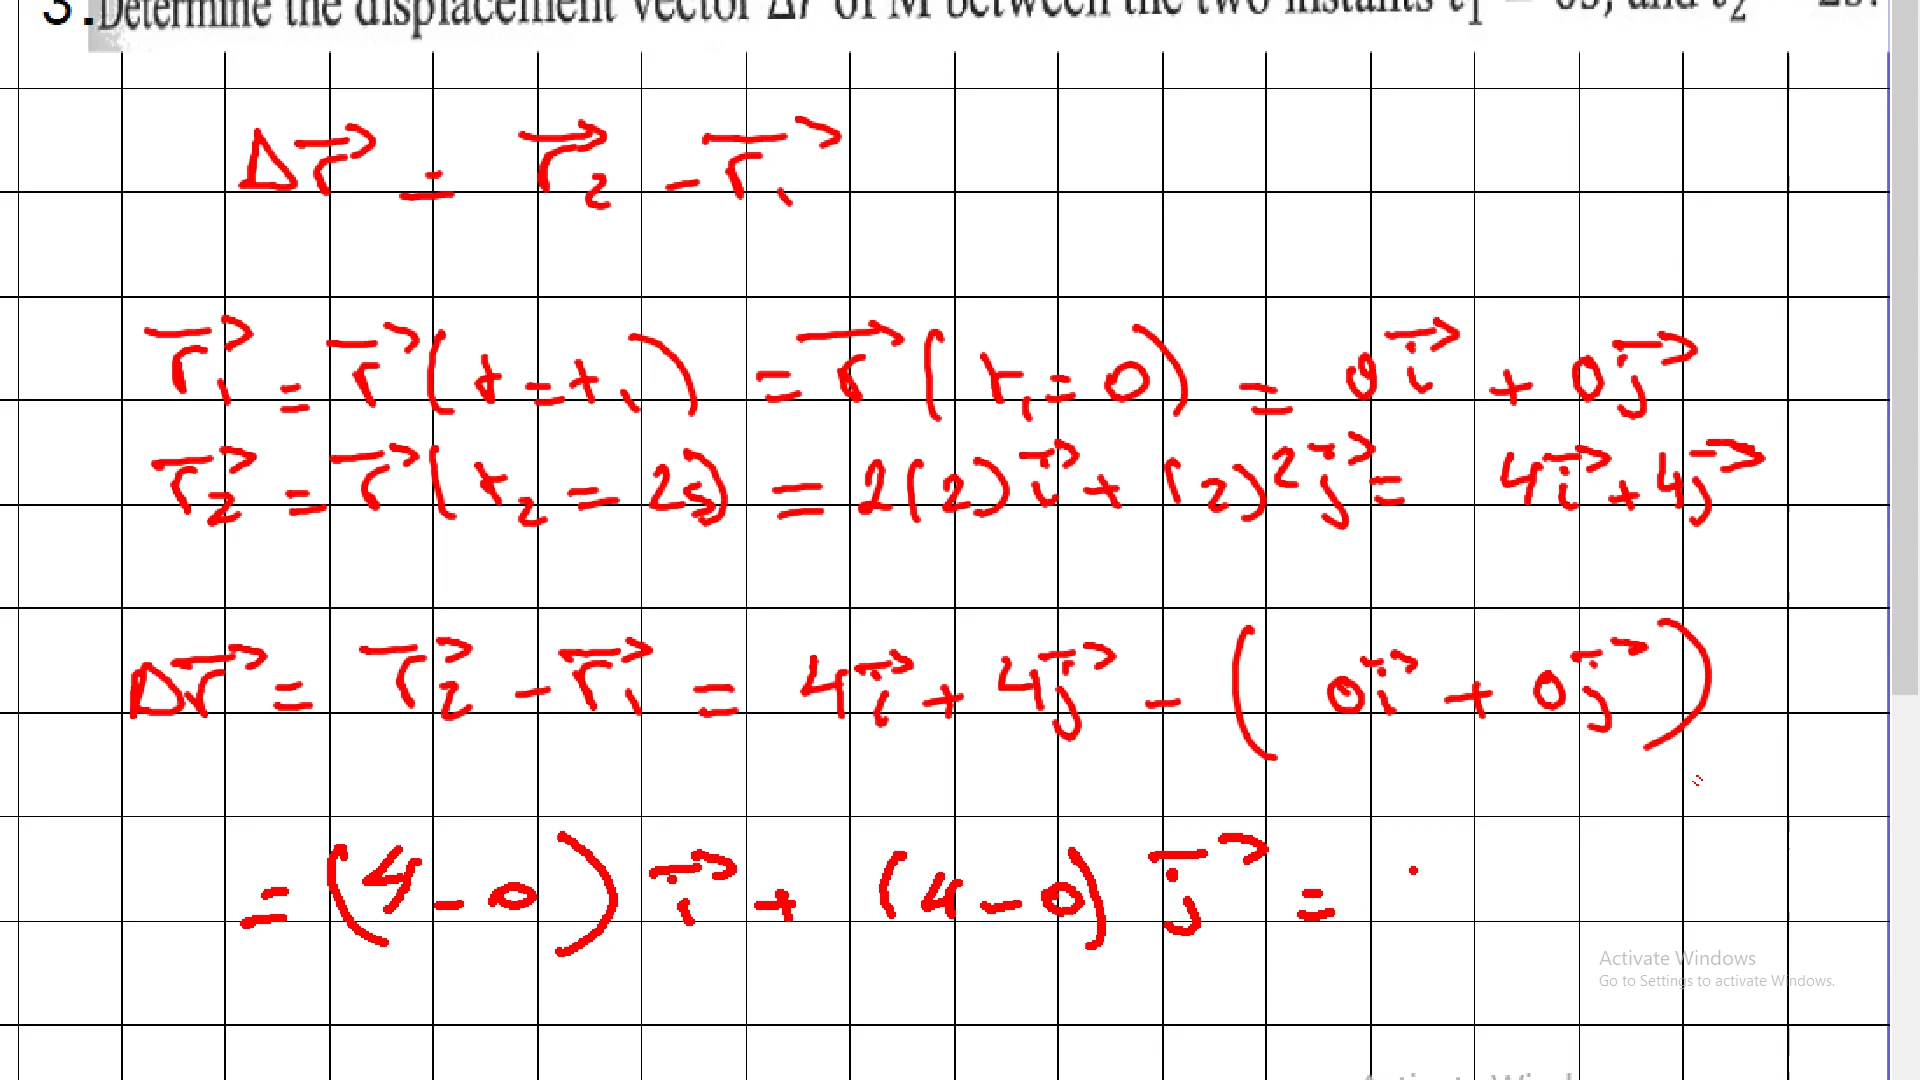 3. Determine the displacement vector Δr⃗ of M between the two instants t₁ = 0s, and t₂ = 2s.
Δr⃗ = r⃗₂ - r⃗₁
r⃗₁ = r⃗(t=t₁) = r⃗(t₁=0) = 0i⃗ + 0j⃗
r⃗₂ = r⃗(t₂=2s) = 2(2)i⃗ + (2)²j⃗ = 4i⃗ + 4j⃗
Δr⃗ = r⃗₂ - r⃗₁ = 4i⃗ + 4j⃗ - (0i⃗ + 0j⃗)
= (4-0)i⃗ + (4-0)j⃗ =
Activate Windows
Go to Settings to activate Windows.